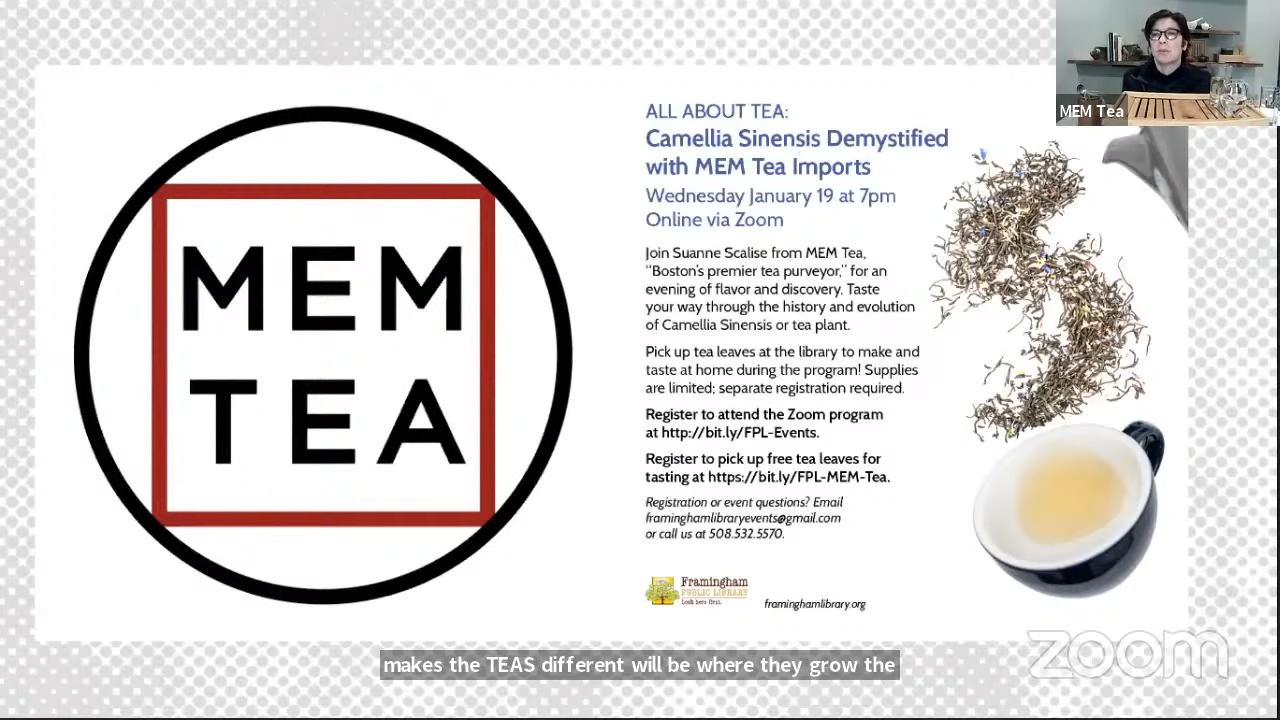 MEM Tea
MEM
TEA
ALL ABOUT TEA:
Camellia Sinensis Demystified
with MEM Tea Imports
Wednesday January 19 at 7pm
Online via Zoom
Join Suanne Scalise from MEM Tea,
"Boston's premier tea purveyor," for an
evening of flavor and discovery. Taste
your way through the history and evolution
of Camellia Sinensis or tea plant.
Pick up tea leaves at the library to make and
taste at home during the program! Supplies
are limited; separate registration required.
Register to attend the Zoom program
at http://bit.ly/FPL-Events.
Register to pick up free tea leaves for
tasting at https://bit.ly/FPL-MEM-Tea.
Registration or event questions? Email
framinghamlibraryevents@gmail.com
or call us at 508.532.5570.
Framingham
PUBLIC LIBRARY
Look here first.
framinghamlibrary.org
makes the TEAS different will be where they grow the
zoom